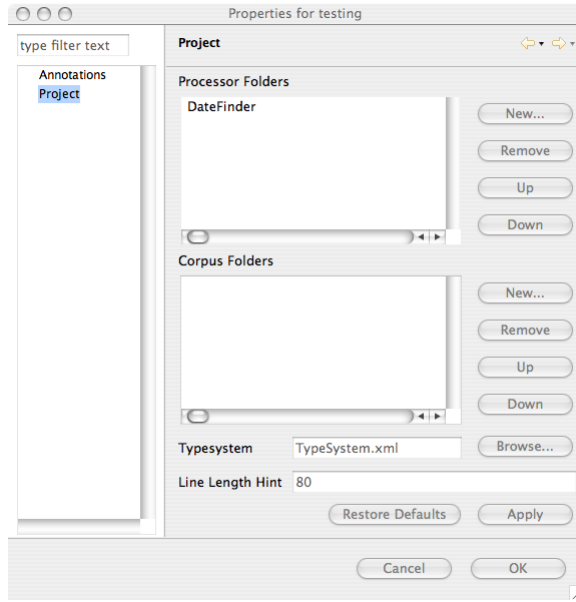 Properties for testing
type filter text
Annotations
Project
Project
Processor Folders
DateFinder
New...
Remove
Up
Down
Corpus Folders
New...
Remove
Up
Down
Typesystem TypeSystem.xml Browse...
Line Length Hint 80
Restore Defaults Apply
Cancel OK